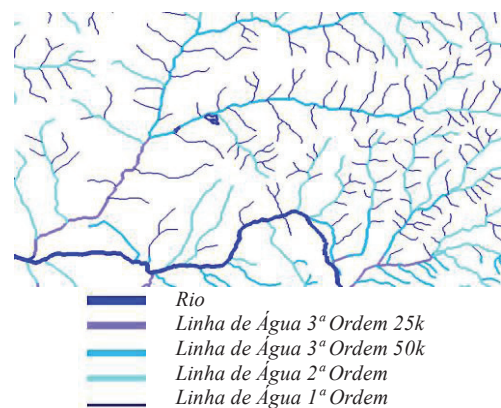 Rio
Linha de Água 3ª Ordem 25k
Linha de Água 3ª Ordem 50k
Linha de Água 2ª Ordem
Linha de Água 1ª Ordem